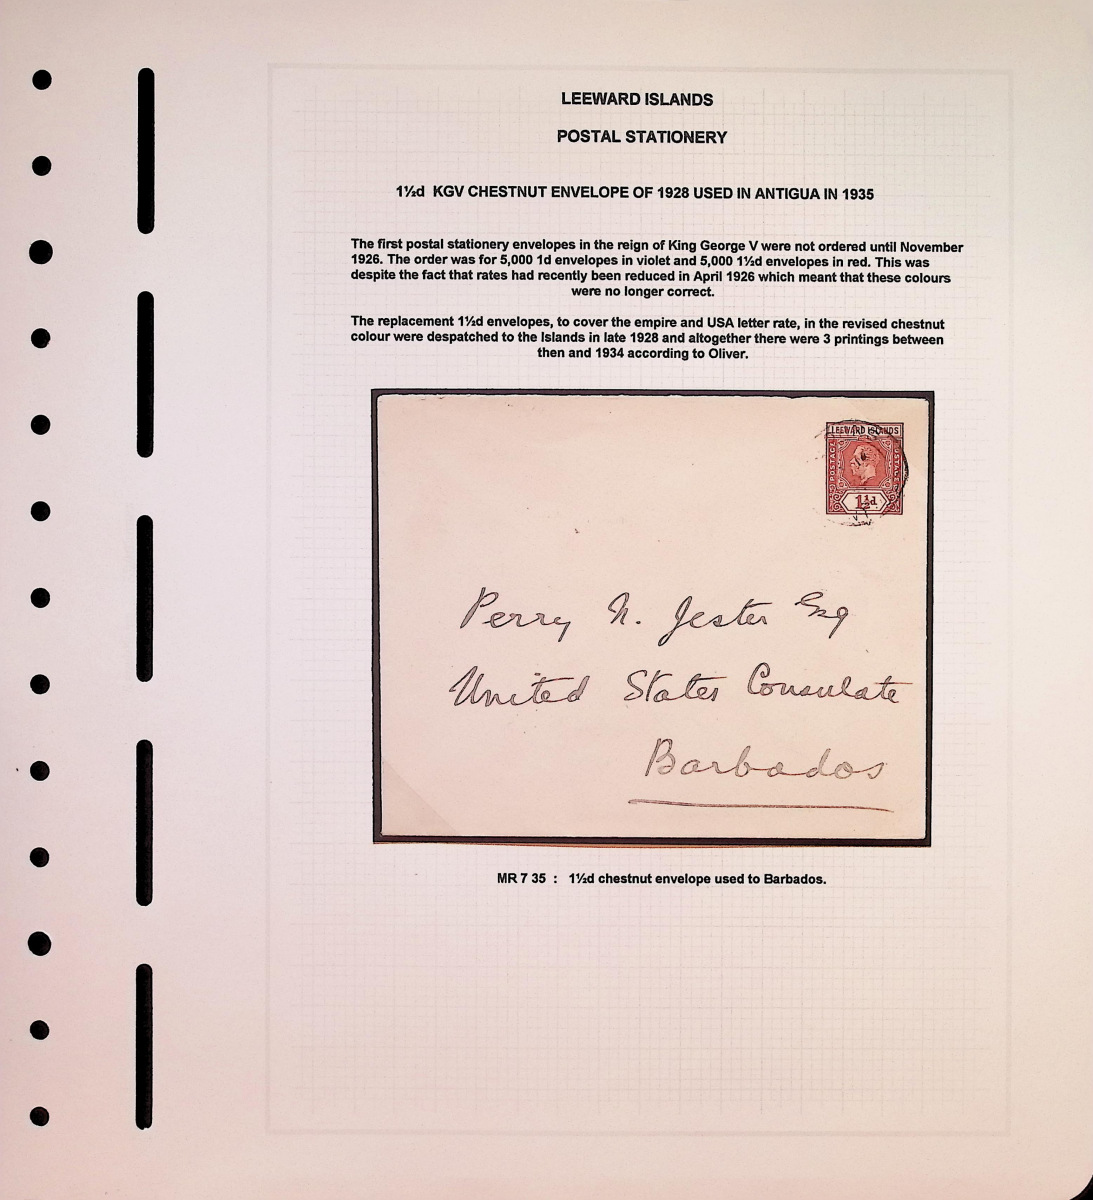 LEEWARD ISLANDS
POSTAL STATIONERY
1½d KGV CHESTNUT ENVELOPE OF 1928 USED IN ANTIGUA IN 1935
The first postal stationery envelopes in the reign of King George V were not ordered until November
1926. The order was for 5,000 1d envelopes in violet and 5,000 1½d envelopes in red. This was
despite the fact that rates had recently been reduced in April 1926 which meant that these colours
were no longer correct.
The replacement 1½d envelopes, to cover the empire and USA letter rate, in the revised chestnut
colour were despatched to the Islands in late 1928 and altogether there were 3 printings between
then and 1934 according to Oliver.
LEEWARD ISLANDS
POSTAGE
1½d
Perry N. Jester Esq
United States Consulate
Barbados
MR 7 35 : 1½d chestnut envelope used to Barbados.